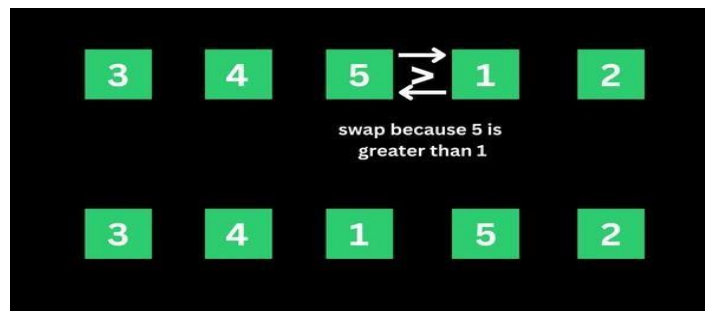 3 4 5 > 1 2
swap because 5 is
greater than 1
3 4 1 5 2